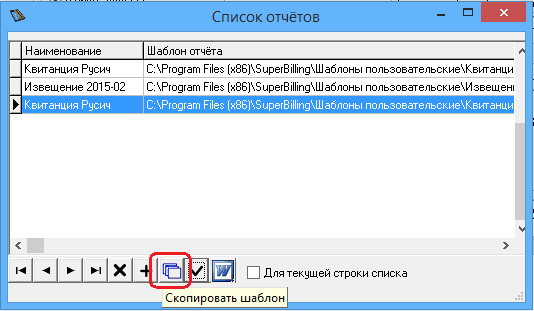 Список отчётов
Наименование Шаблон отчёта
Квитанция Русич C:\Program Files (x86)\SuperBilling\Шаблоны пользовательские\Квитанци
Извещение 2015-02 C:\Program Files (x86)\SuperBilling\Шаблоны пользовательские\Извещен
Квитанция Русич C:\Program Files (x86)\SuperBilling\Шаблоны пользовательские\Квитанци
Для текущей строки списка
Скопировать шаблон